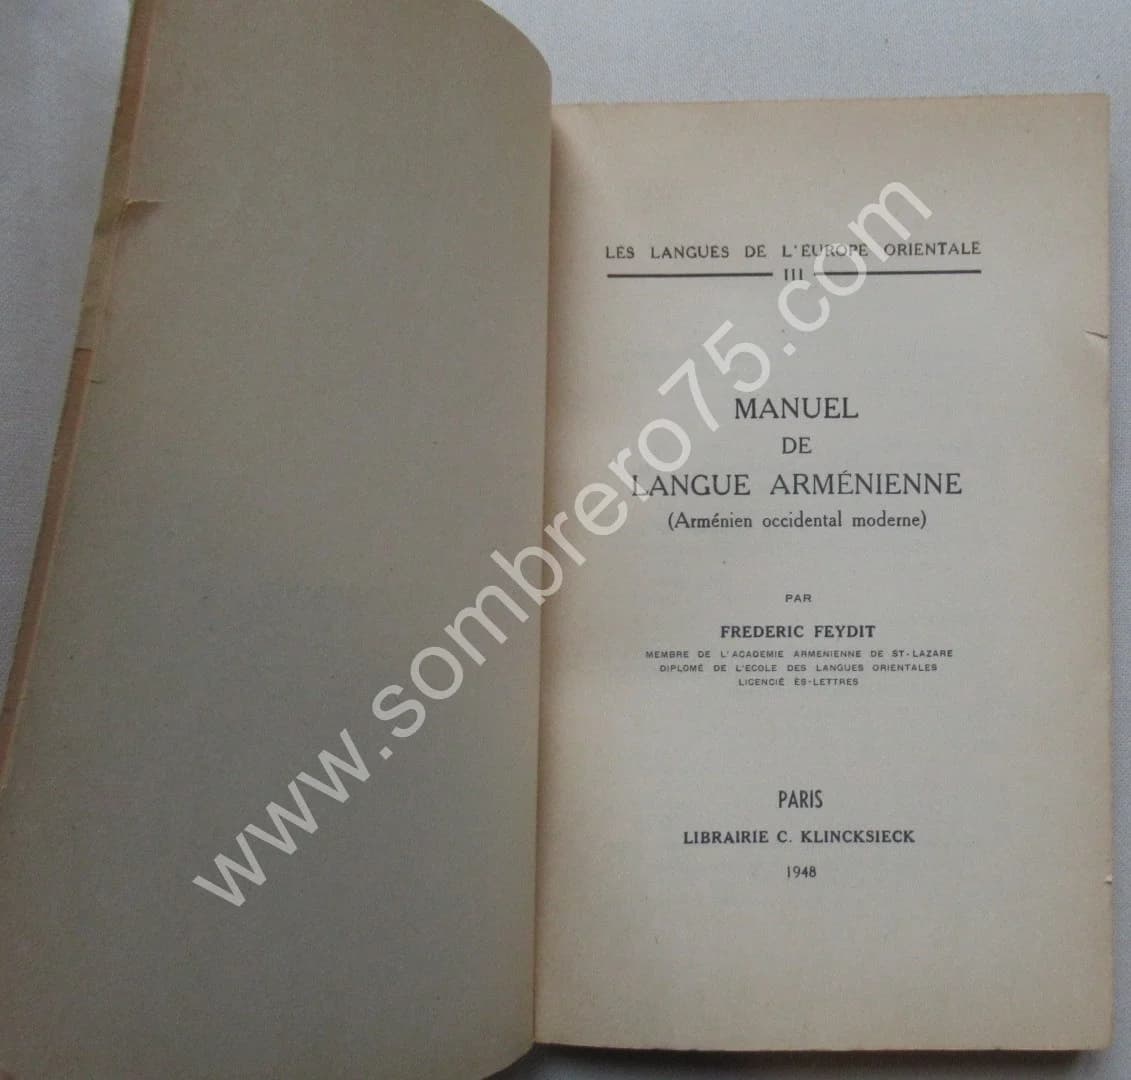 LES LANGUES DE L'EUROPE ORIENTALE
III
MANUEL
DE
LANGUE ARMÉNIENNE
(Arménien occidental moderne)
PAR
FREDERIC FEYDIT
MEMBRE DE L'ACADEMIE ARMENIENNE DE ST-LAZARE
DIPLOMÉ DE L'ECOLE DES LANGUES ORIENTALES
LICENCIÉ ÈS-LETTRES
PARIS
LIBRAIRIE C. KLINCKSIECK
1948
www.sombrero75.com